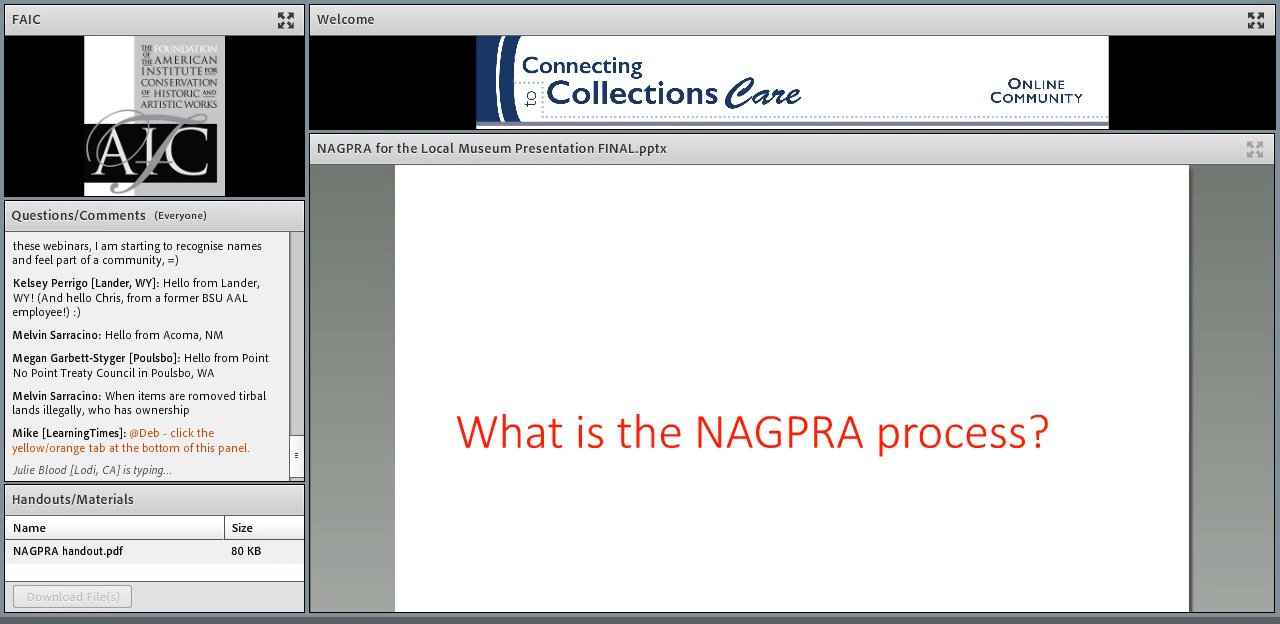 FAIC
THE FOUNDATION
OF THE AMERICAN
INSTITUTE FOR
CONSERVATION
OF HISTORIC AND
ARTISTIC WORKS
AIC
Questions/Comments (Everyone)
these webinars, I am starting to recognise names
and feel part of a community, =)
Kelsey Perrigo [Lander, WY]: Hello from Lander,
WY! (And hello Chris, from a former BSU AAL
employee!) :)
Melvin Sarracino: Hello from Acoma, NM
Megan Garbett-Styger [Poulsbo]: Hello from Point
No Point Treaty Council in Poulsbo, WA
Melvin Sarracino: When items are romoved tirbal
lands illegally, who has ownership
Mike [LearningTimes]: @Deb - click the
yellow/orange tab at the bottom of this panel.
Julie Blood [Lodi, CA] is typing...
Handouts/Materials
Name Size
NAGPRA handout.pdf 80 KB
Download File(s)
Welcome
Connecting
to Collections Care
ONLINE
COMMUNITY
NAGPRA for the Local Museum Presentation FINAL.pptx
What is the NAGPRA process?